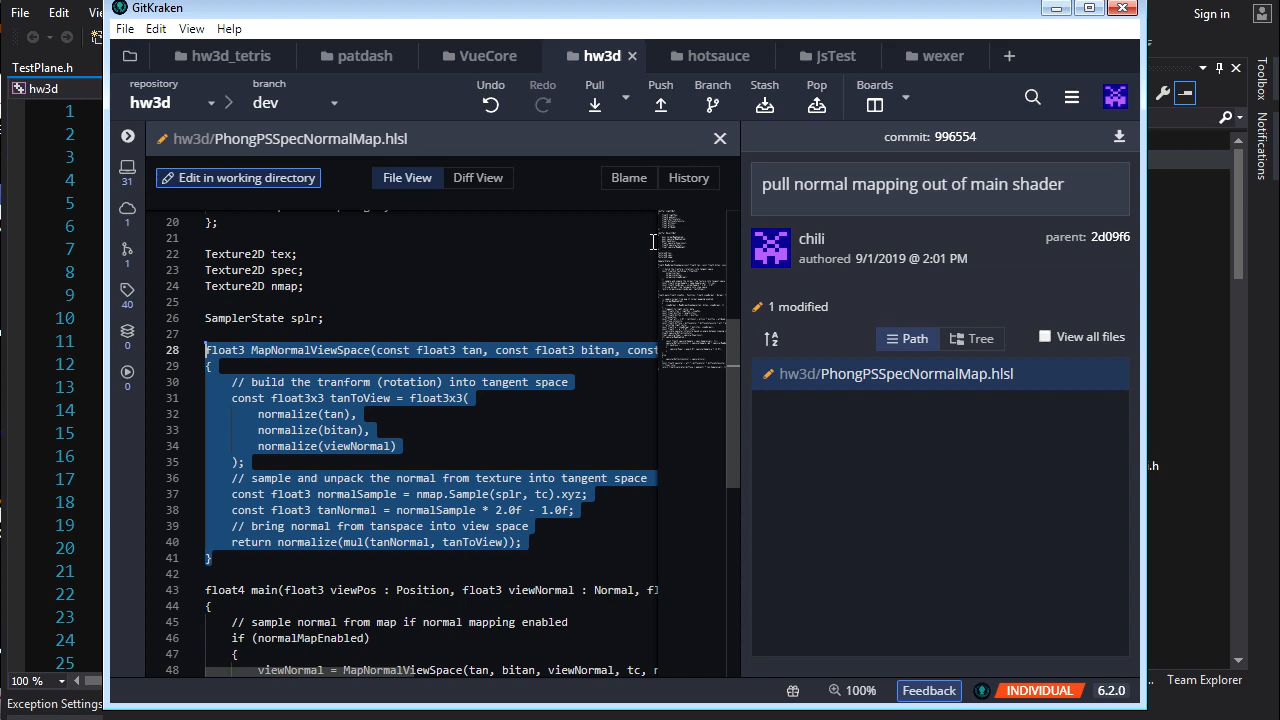 GitKraken
File Edit View Help
File Edit
Sign in
hw3d_tetris patdash VueCore hw3d hotsauce JsTest wexer
TestPlane.h
hw3d
repository
hw3d
branch
dev
Undo Redo Pull Push Branch Stash Pop Boards
hw3d/PhongPSSpecNormalMap.hlsl
Edit in working directory File View Diff View Blame History
31
1
1
40
0
0
20 };
21
22 Texture2D tex;
23 Texture2D spec;
24 Texture2D nmap;
25
26 SamplerState splr;
27
28 float3 MapNormalViewSpace(const float3 tan, const float3 bitan, const
29 {
30 // build the tranform (rotation) into tangent space
31 const float3x3 tanToView = float3x3(
32 normalize(tan),
33 normalize(bitan),
34 normalize(viewNormal)
35 );
36 // sample and unpack the normal from texture into tangent space
37 const float3 normalSample = nmap.Sample(splr, tc).xyz;
38 const float3 tanNormal = normalSample * 2.0f - 1.0f;
39 // bring normal from tanspace into view space
40 return normalize(mul(tanNormal, tanToView));
41 }
42
43 float4 main(float3 viewPos : Position, float3 viewNormal : Normal, fl
44 {
45 // sample normal from map if normal mapping enabled
46 if (normalMapEnabled)
47 {
48 viewNormal = MapNormalViewSpace(tan, bitan, viewNormal, tc, n
commit: 996554
pull normal mapping out of main shader
chili
authored 9/1/2019 @ 2:01 PM
parent: 2d09f6
1 modified
Path Tree View all files
hw3d/PhongPSSpecNormalMap.hlsl
100% Feedback INDIVIDUAL 6.2.0
1
2
3
4
5
6
7
8
9
10
11
12
13
14
15
16
17
18
19
20
21
22
23
24
25
100 %
Exception Settings
Toolbox
Notifications
.h
Team Explorer